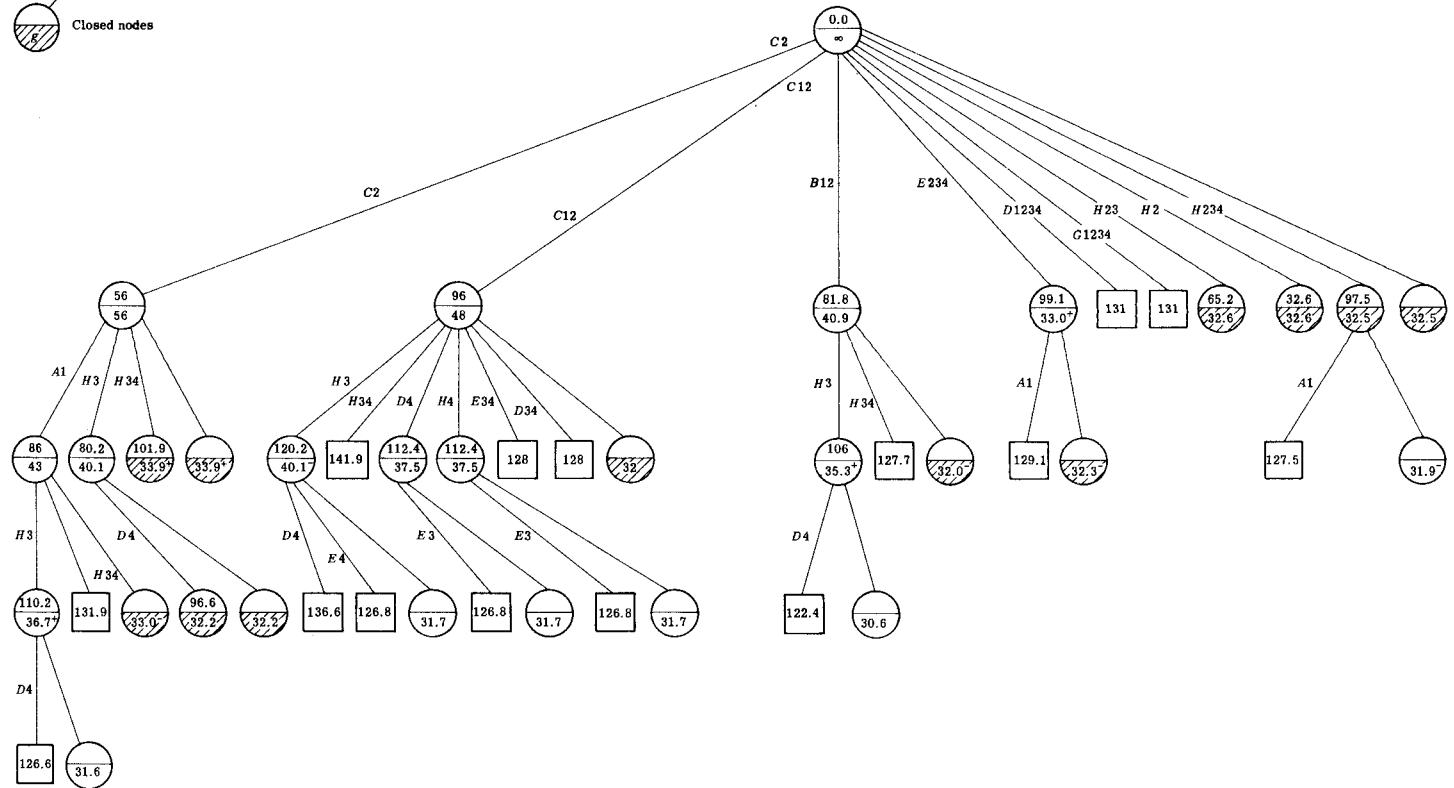 g Closed nodes
0.0
∞
C2
C12
C2
C12
B12
E234
D1234
G1234
H23
H2
H234
56
56
96
48
81.8
40.9
99.1
33.0+
131
131
65.2
32.6
32.6
32.6
97.5
32.5
32.5
A1
H3
H34
H3
H34
D4
H4
E34
D34
H3
H34
A1
A1
86
43
80.2
40.1
101.9
33.9+
33.9+
120.2
40.1-
141.9
112.4
37.5
112.4
37.5
128
128
32
106
35.3+
127.7
32.0-
129.1
32.3-
127.5
31.9-
H3
H34
D4
D4
E4
E3
E3
D4
110.2
36.7+
131.9
33.0-
96.6
32.2
32.2
136.6
126.8
31.7
126.8
31.7
126.8
31.7
122.4
30.6
D4
126.6
31.6